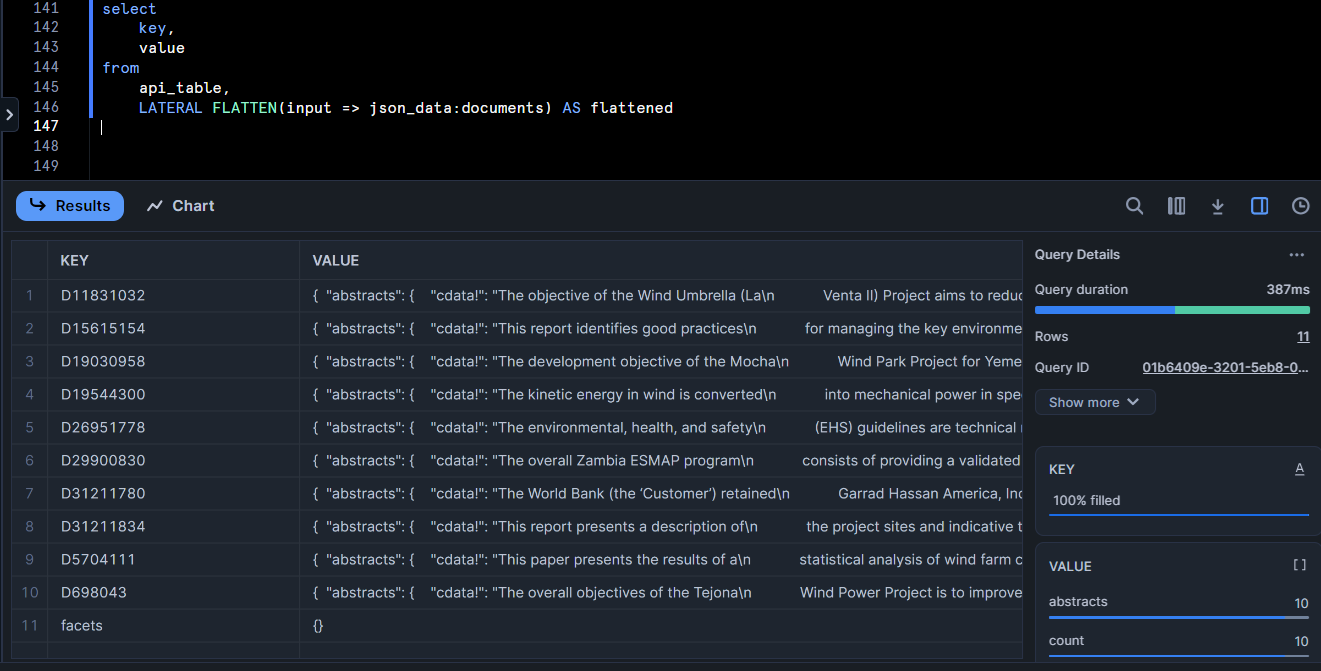 141 select
142 key,
143 value
144 from
145 api_table,
146 LATERAL FLATTEN(input => json_data:documents) AS flattened
147
148
149
Results Chart
KEY VALUE
1 D11831032 { "abstracts": { "cdata!": "The objective of the Wind Umbrella (La\n Venta II) Project aims to reduc
2 D15615154 { "abstracts": { "cdata!": "This report identifies good practices\n for managing the key environme
3 D19030958 { "abstracts": { "cdata!": "The development objective of the Mocha\n Wind Park Project for Yeme
4 D19544300 { "abstracts": { "cdata!": "The kinetic energy in wind is converted\n into mechanical power in spe
5 D26951778 { "abstracts": { "cdata!": "The environmental, health, and safety\n (EHS) guidelines are technical
6 D29900830 { "abstracts": { "cdata!": "The overall Zambia ESMAP program\n consists of providing a validated
7 D31211780 { "abstracts": { "cdata!": "The World Bank (the ‘Customer’) retained\n Garrad Hassan America, Inc
8 D31211834 { "abstracts": { "cdata!": "This report presents a description of\n the project sites and indicative t
9 D5704111 { "abstracts": { "cdata!": "This paper presents the results of a\n statistical analysis of wind farm c
10 D698043 { "abstracts": { "cdata!": "The overall objectives of the Tejona\n Wind Power Project is to improve
11 facets {}
Query Details ...
Query duration 387ms
Rows 11
Query ID 01b6409e-3201-5eb8-0...
Show more
KEY A
100% filled
VALUE [ ]
abstracts 10
count 10